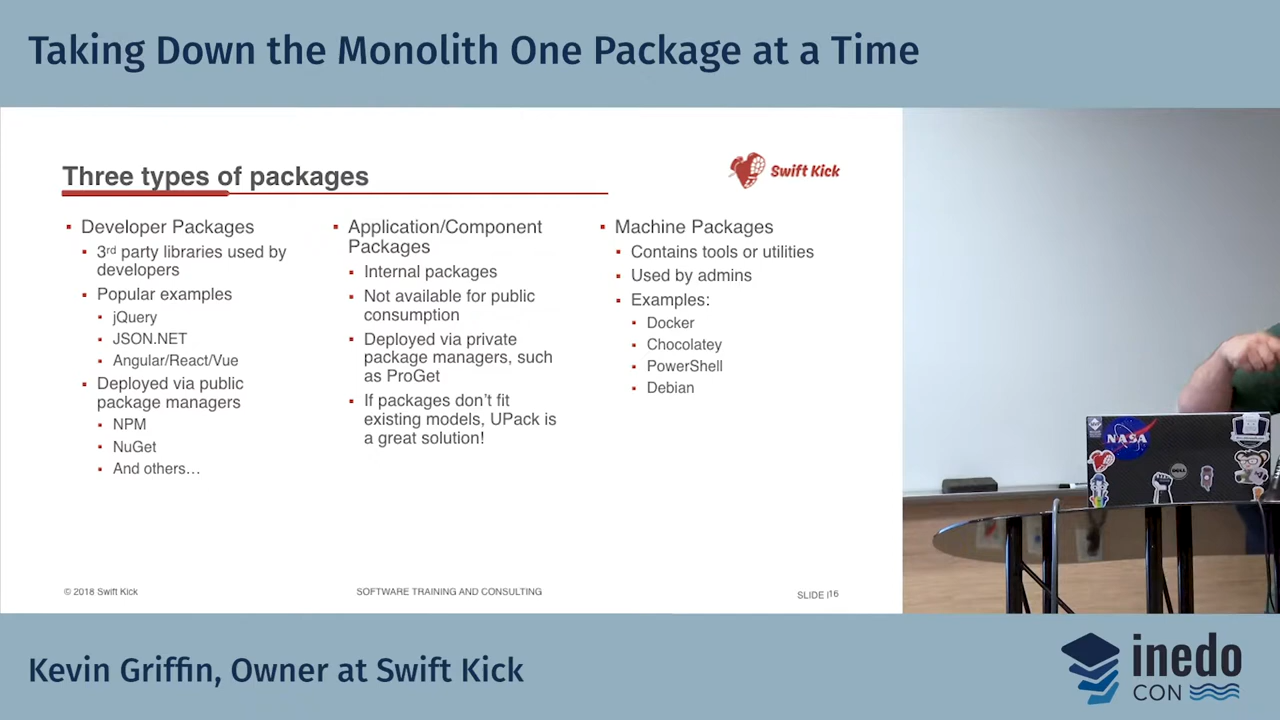 Taking Down the Monolith One Package at a Time
Three types of packages
Swift Kick
▪ Developer Packages
▪ 3rd party libraries used by
developers
▪ Popular examples
▪ jQuery
▪ JSON.NET
▪ Angular/React/Vue
▪ Deployed via public
package managers
▪ NPM
▪ NuGet
▪ And others…
▪ Application/Component
Packages
▪ Internal packages
▪ Not available for public
consumption
▪ Deployed via private
package managers, such
as ProGet
▪ If packages don’t fit
existing models, UPack is
a great solution!
▪ Machine Packages
▪ Contains tools or utilities
▪ Used by admins
▪ Examples:
▪ Docker
▪ Chocolatey
▪ PowerShell
▪ Debian
NASA
DELL
© 2018 Swift Kick
SOFTWARE TRAINING AND CONSULTING
SLIDE |16
Kevin Griffin, Owner at Swift Kick
inedo
CON